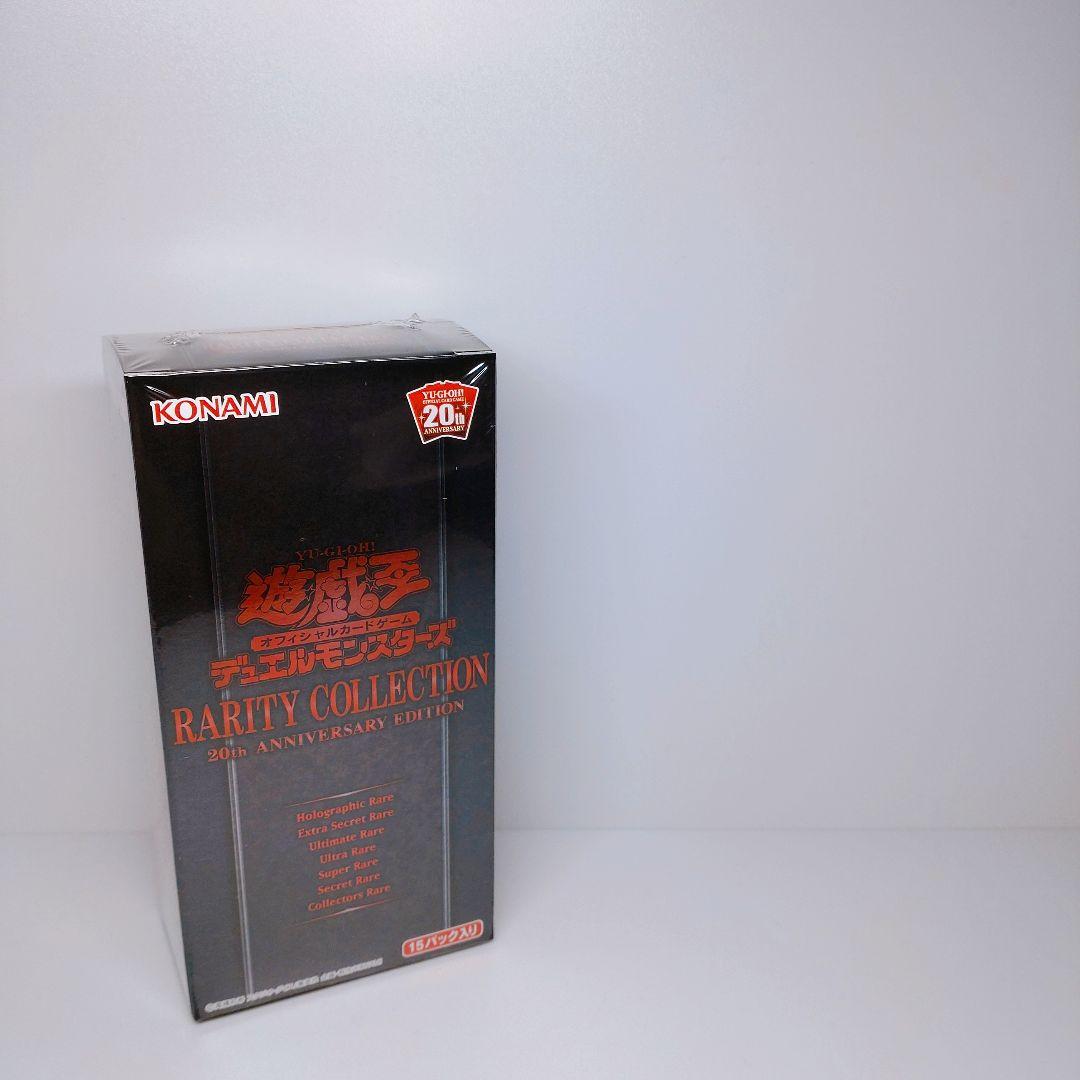 KONAMI
YU-GI-OH!
OFFICIAL CARD GAME
20th
ANNIVERSARY
YU-GI-OH!
遊戯王
オフィシャルカードゲーム
デュエルモンスターズ
RARITY COLLECTION
20th ANNIVERSARY EDITION
Holographic Rare
Extra Secret Rare
Ultimate Rare
Ultra Rare
Super Rare
Secret Rare
Collectors Rare
15パック入り